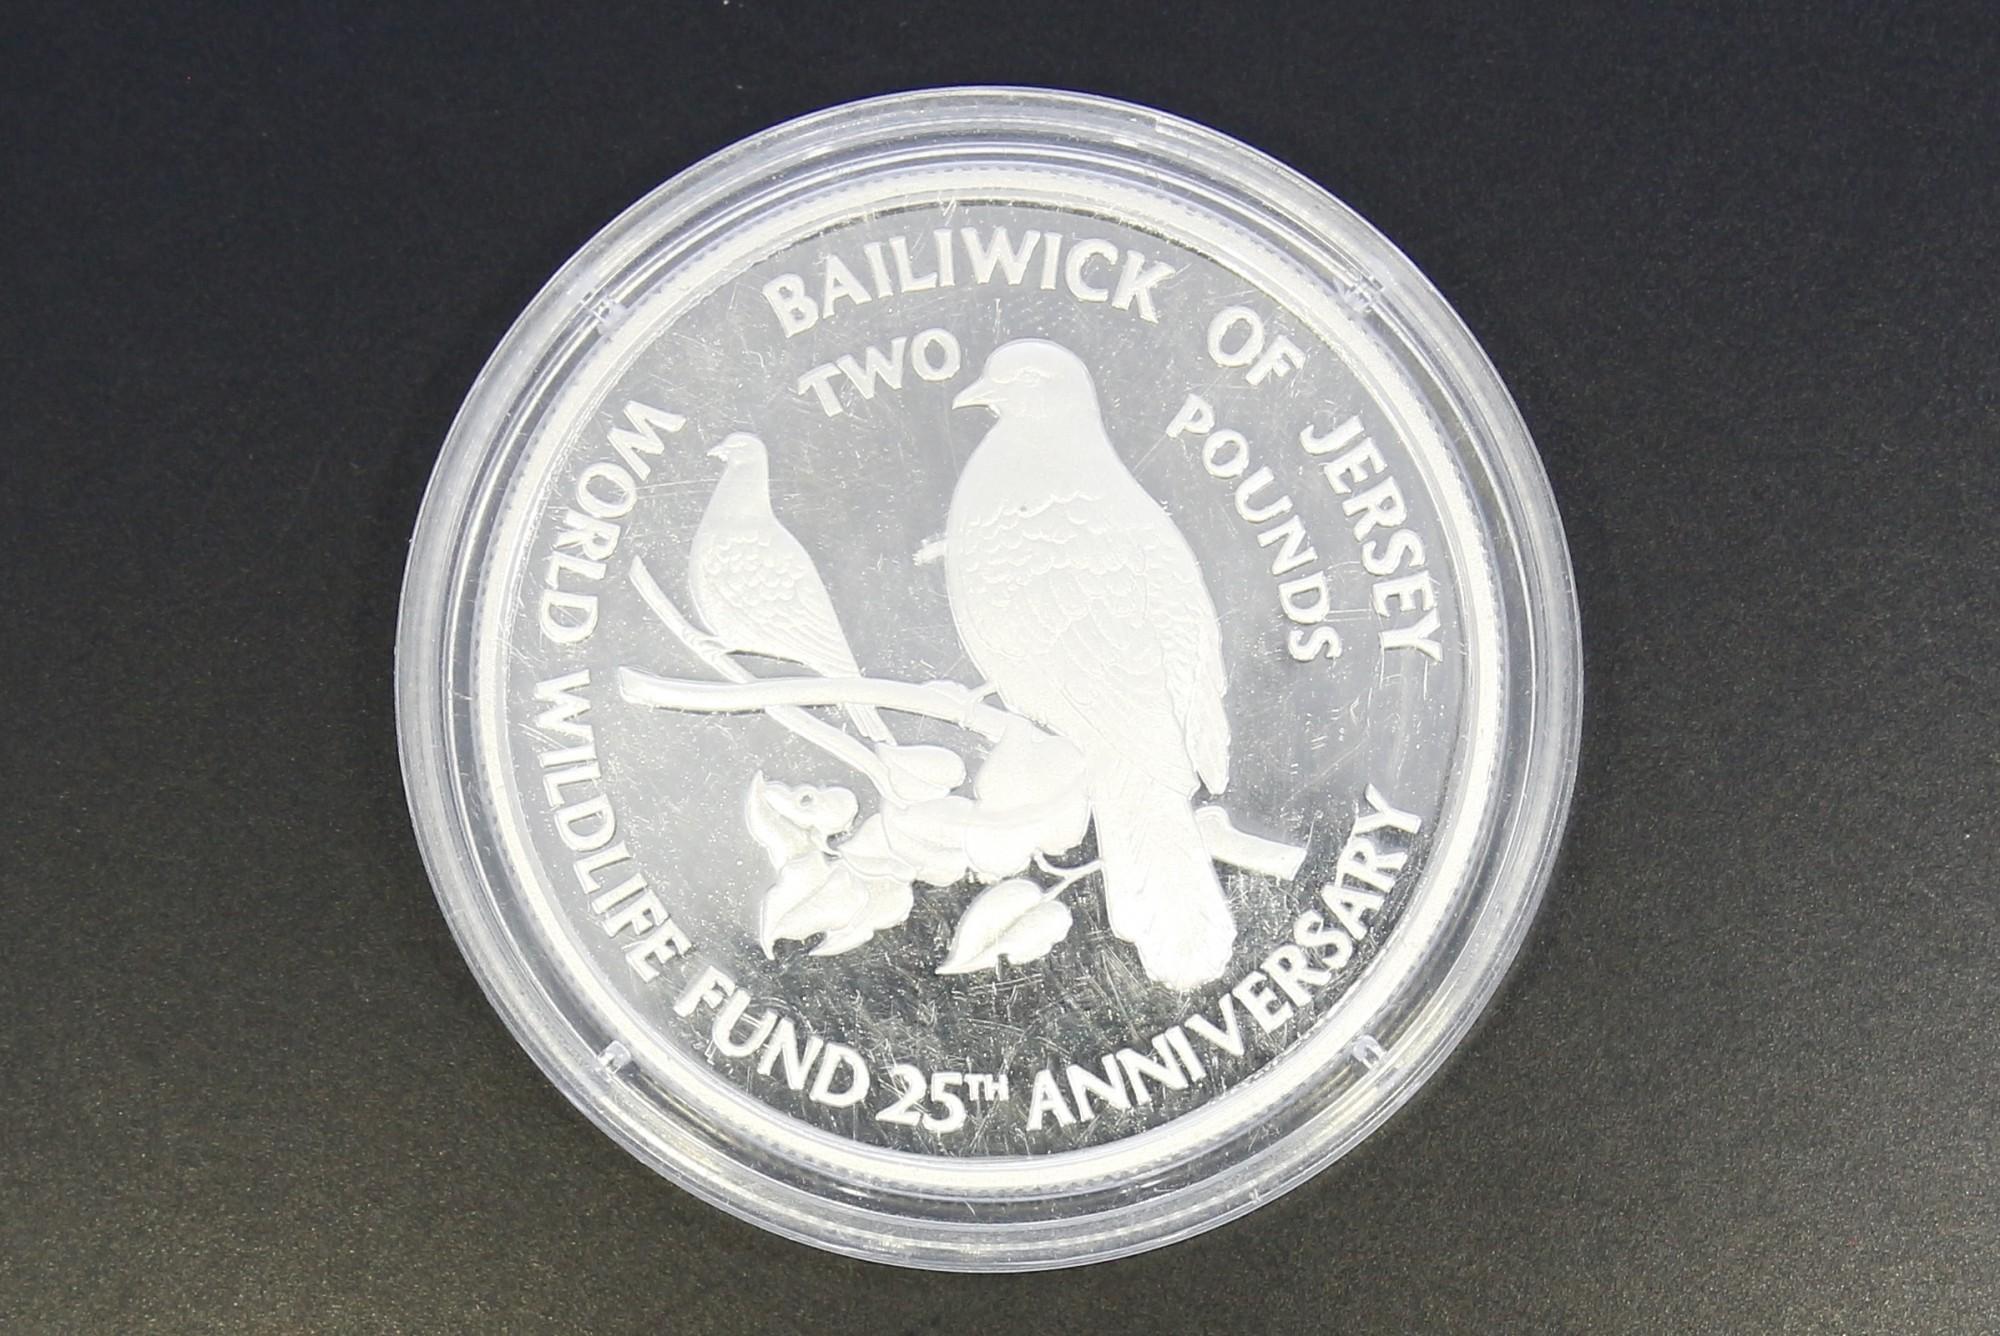 BAILIWICK OF JERSEY
TWO POUNDS
WORLD WILDLIFE FUND 25TH ANNIVERSARY